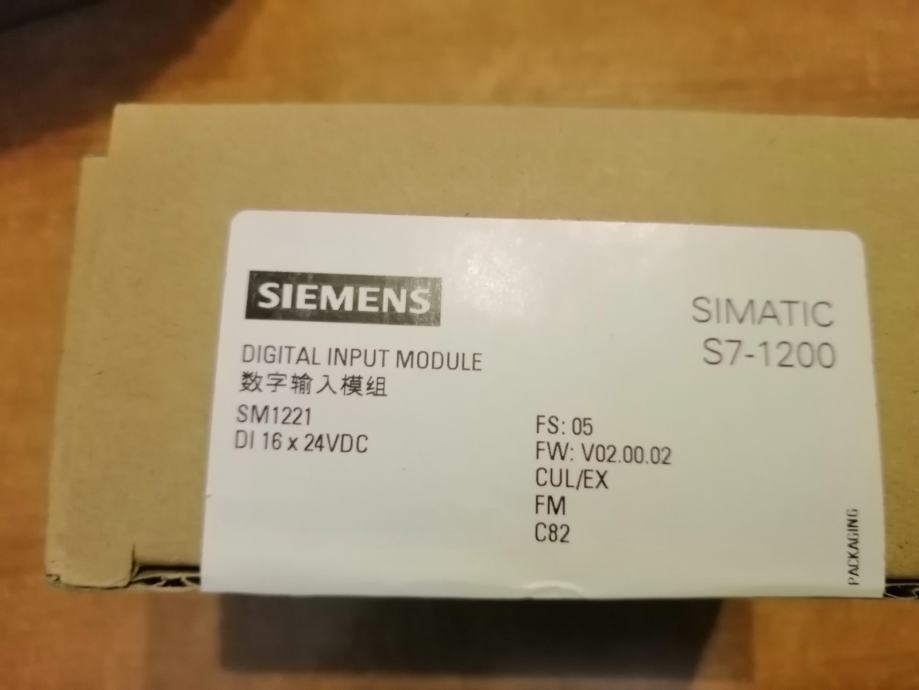 SIEMENS
SIMATIC
S7-1200
DIGITAL INPUT MODULE
数字输入模组
SM1221
DI 16 x 24VDC
FS: 05
FW: V02.00.02
CUL/EX
FM
C82
PACKAGING